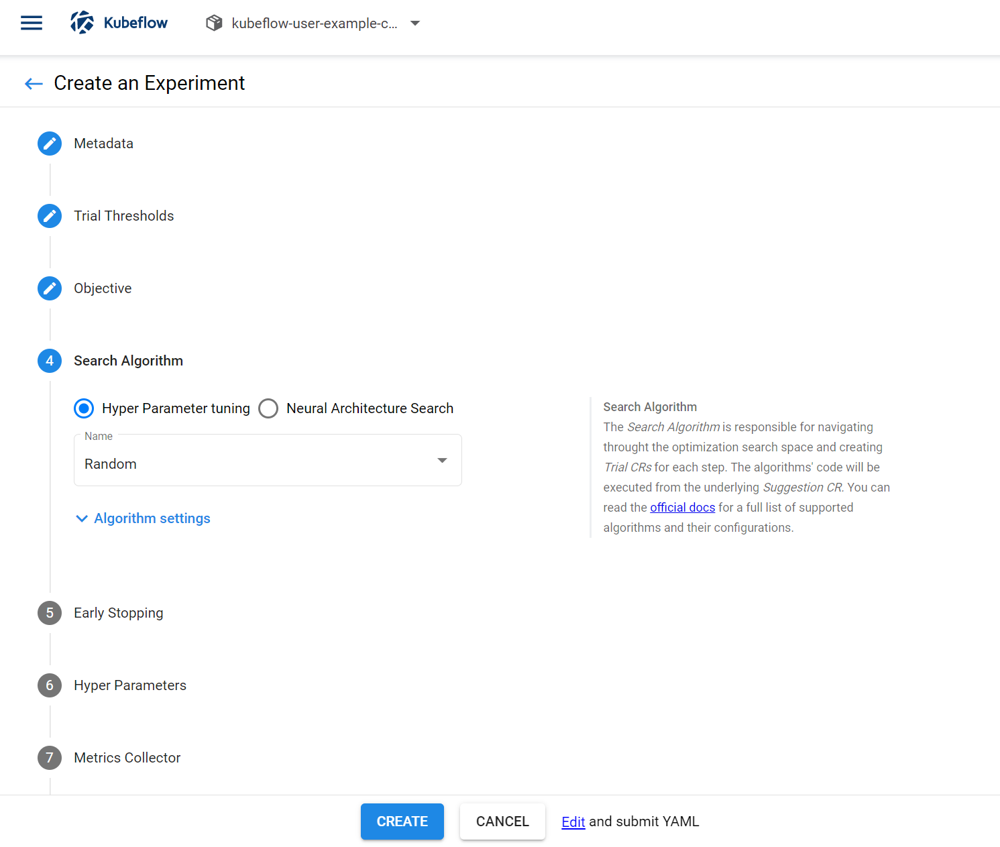 Kubeflow
kubeflow-user-example-c...
Create an Experiment
Metadata
Trial Thresholds
Objective
4 Search Algorithm
Hyper Parameter tuning Neural Architecture Search
Name
Random
Algorithm settings
Search Algorithm
The Search Algorithm is responsible for navigating
throught the optimization search space and creating
Trial CRs for each step. The algorithms' code will be
executed from the underlying Suggestion CR. You can
read the official docs for a full list of supported
algorithms and their configurations.
5 Early Stopping
6 Hyper Parameters
7 Metrics Collector
CREATE CANCEL Edit and submit YAML